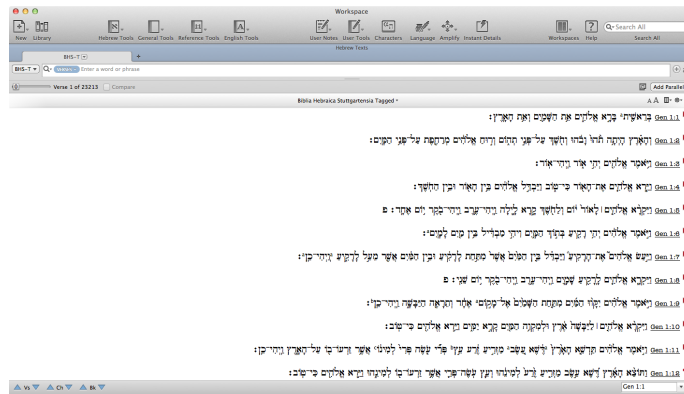 Workspace
New Library Hebrew Tools General Tools Reference Tools English Tools User Notes User Tools Characters Language Amplify Instant Details Workspaces Help Search All
Search All
Hebrew Texts
BHS-T +
BHS-T Verses Enter a word or phrase
Verse 1 of 23213 Compare Add Parallel
Biblia Hebraica Stuttgartensia Tagged A A
Gen 1:1 בְּרֵאשִׁ֖ית בָּרָ֣א אֱלֹהִ֑ים אֵ֥ת הַשָּׁמַ֖יִם וְאֵ֥ת הָאָֽרֶץ׃
Gen 1:2 וְהָאָ֗רֶץ הָיְתָ֥ה תֹ֙הוּ֙ וָבֹ֔הוּ וְחֹ֖שֶׁךְ עַל־פְּנֵ֣י תְה֑וֹם וְר֣וּחַ אֱלֹהִ֔ים מְרַחֶ֖פֶת עַל־פְּנֵ֥י הַמָּֽיִם׃
Gen 1:3 וַיֹּ֥אמֶר אֱלֹהִ֖ים יְהִ֣י א֑וֹר וַֽיְהִי־אֽוֹר׃
Gen 1:4 וַיַּ֧רְא אֱלֹהִ֛ים אֶת־הָא֖וֹר כִּי־ט֑וֹב וַיַּבְדֵּ֣ל אֱלֹהִ֔ים בֵּ֥ין הָא֖וֹר וּבֵ֥ין הַחֹֽשֶׁךְ׃
Gen 1:5 וַיִּקְרָ֨א אֱלֹהִ֤ים ׀ לָאוֹר֙ י֔וֹם וְלַחֹ֖שֶׁךְ קָ֣רָא לָ֑יְלָה וַֽיְהִי־עֶ֥רֶב וַֽיְהִי־בֹ֖קֶר י֥וֹם אֶחָֽד׃ פ
Gen 1:6 וַיֹּ֣אמֶר אֱלֹהִ֔ים יְהִ֥י רָקִ֖יעַ בְּת֣וֹךְ הַמָּ֑יִם וִיהִ֣י מַבְדִּ֔יל בֵּ֥ין מַ֖יִם לָמָֽיִם׃
Gen 1:7 וַיַּ֣עַשׂ אֱלֹהִים֮ אֶת־הָרָקִיעַ֒ וַיַּבְדֵּ֗ל בֵּ֤ין הַמַּ֙יִם֙ אֲשֶׁר֙ מִתַּ֣חַת לָרָקִ֔יעַ וּבֵ֣ין הַמַּ֔יִם אֲשֶׁ֖ר מֵעַ֣ל לָרָקִ֑יעַ וַֽיְהִי־כֵֽן׃
Gen 1:8 וַיִּקְרָ֧א אֱלֹהִ֛ים לָֽרָקִ֖יעַ שָׁמָ֑יִם וַֽיְהִי־עֶ֥רֶב וַֽיְהִי־בֹ֖קֶר י֥וֹם שֵׁנִֽי׃ פ
Gen 1:9 וַיֹּ֣אמֶר אֱלֹהִ֗ים יִקָּו֨וּ הַמַּ֜יִם מִתַּ֤חַת הַשָּׁמַ֙יִם֙ אֶל־מָק֣וֹם אֶחָ֔ד וְתֵרָאֶ֖ה הַיַּבָּשָׁ֑ה וַֽיְהִי־כֵֽן׃
Gen 1:10 וַיִּקְרָ֨א אֱלֹהִ֤ים ׀ לַיַּבָּשָׁה֙ אֶ֔רֶץ וּלְמִקְוֵ֥ה הַמַּ֖יִם קָרָ֣א יַמִּ֑ים וַיַּ֥רְא אֱלֹהִ֖ים כִּי־טֽוֹב׃
Gen 1:11 וַיֹּ֣אמֶר אֱלֹהִ֗ים תַּֽדְשֵׁ֤א הָאָ֙רֶץ֙ דֶּ֔שֶׁא עֵ֚שֶׂב מַזְרִ֣יעַ זֶ֔רַע עֵ֣ץ פְּרִ֞י עֹ֤שֶׂה פְּרִי֙ לְמִינ֔וֹ אֲשֶׁ֥ר זַרְעוֹ־ב֖וֹ עַל־הָאָ֑רֶץ וַֽיְהִי־כֵֽן׃
Gen 1:12 וַתּוֹצֵ֨א הָאָ֜רֶץ דֶּ֠שֶׁא עֵ֣שֶׂב מַזְרִ֤יעַ זֶ֙רַע֙ לְמִינֵ֔הוּ וְעֵ֧ץ עֹֽשֶׂה־פְּרִ֛י אֲשֶׁ֥ר זַרְעוֹ־ב֖וֹ לְמִינֵ֑הוּ וַיַּ֥רְא אֱלֹהִ֖ים כִּי־טֽוֹב׃
Vs Ch Bk Gen 1:1